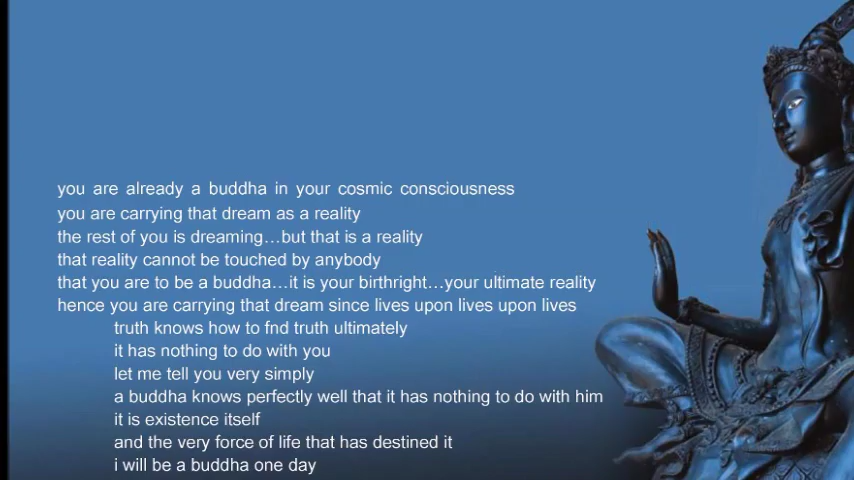 you are already a buddha in your cosmic consciousness
you are carrying that dream as a reality
the rest of you is dreaming...but that is a reality
that reality cannot be touched by anybody
that you are to be a buddha...it is your birthright...your ultimate reality
hence you are carrying that dream since lives upon lives upon lives
truth knows how to fnd truth ultimately
it has nothing to do with you
let me tell you very simply
a buddha knows perfectly well that it has nothing to do with him
it is existence itself
and the very force of life that has destined it
i will be a buddha one day